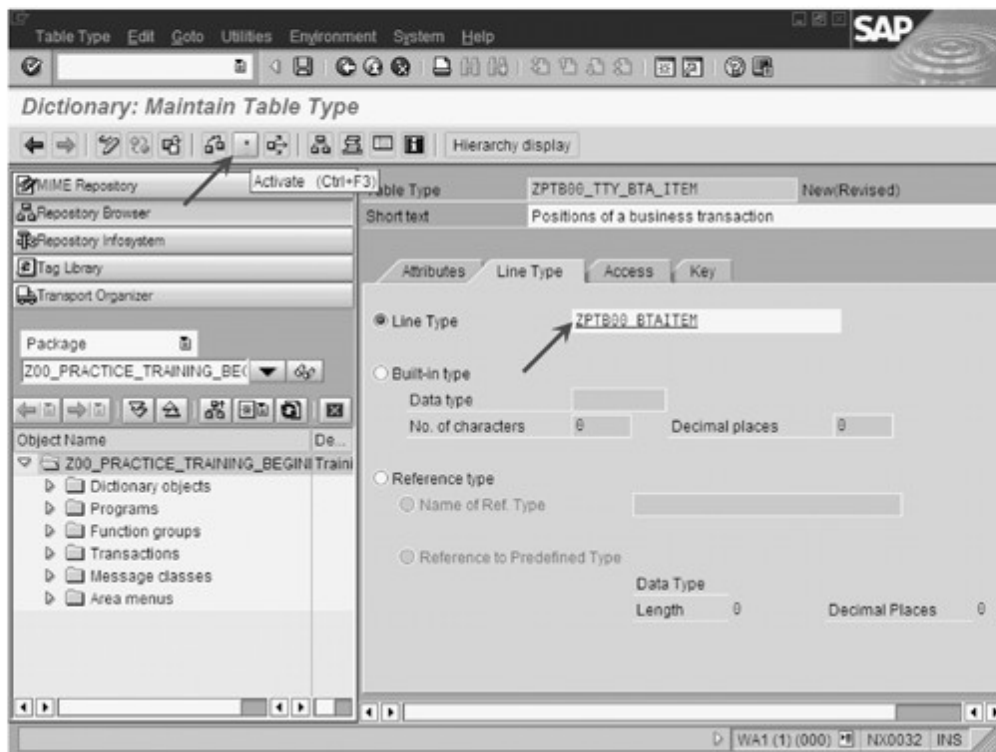 Table Type Edit Goto Utilities Environment System Help
SAP
Dictionary: Maintain Table Type
Hierarchy display
Activate (Ctrl+F3)
MIME Repository
Repository Browser
Repository Infosystem
Tag Library
Transport Organizer
Package
Z00_PRACTICE_TRAINING_BEG
Object Name De...
Z00_PRACTICE_TRAINING_BEGINI Traini
Dictionary objects
Programs
Function groups
Transactions
Message classes
Area menus
Table Type ZPTB00_TTY_BTA_ITEM New(Revised)
Short text Positions of a business transaction
Attributes Line Type Access Key
Line Type ZPTB00_BTAITEM
Built-in type
Data type
No. of characters 0 Decimal places 0
Reference type
Name of Ref. Type
Reference to Predefined Type
Data Type
Length 0 Decimal Places 0
WA1 (1) (000) NX0032 INS